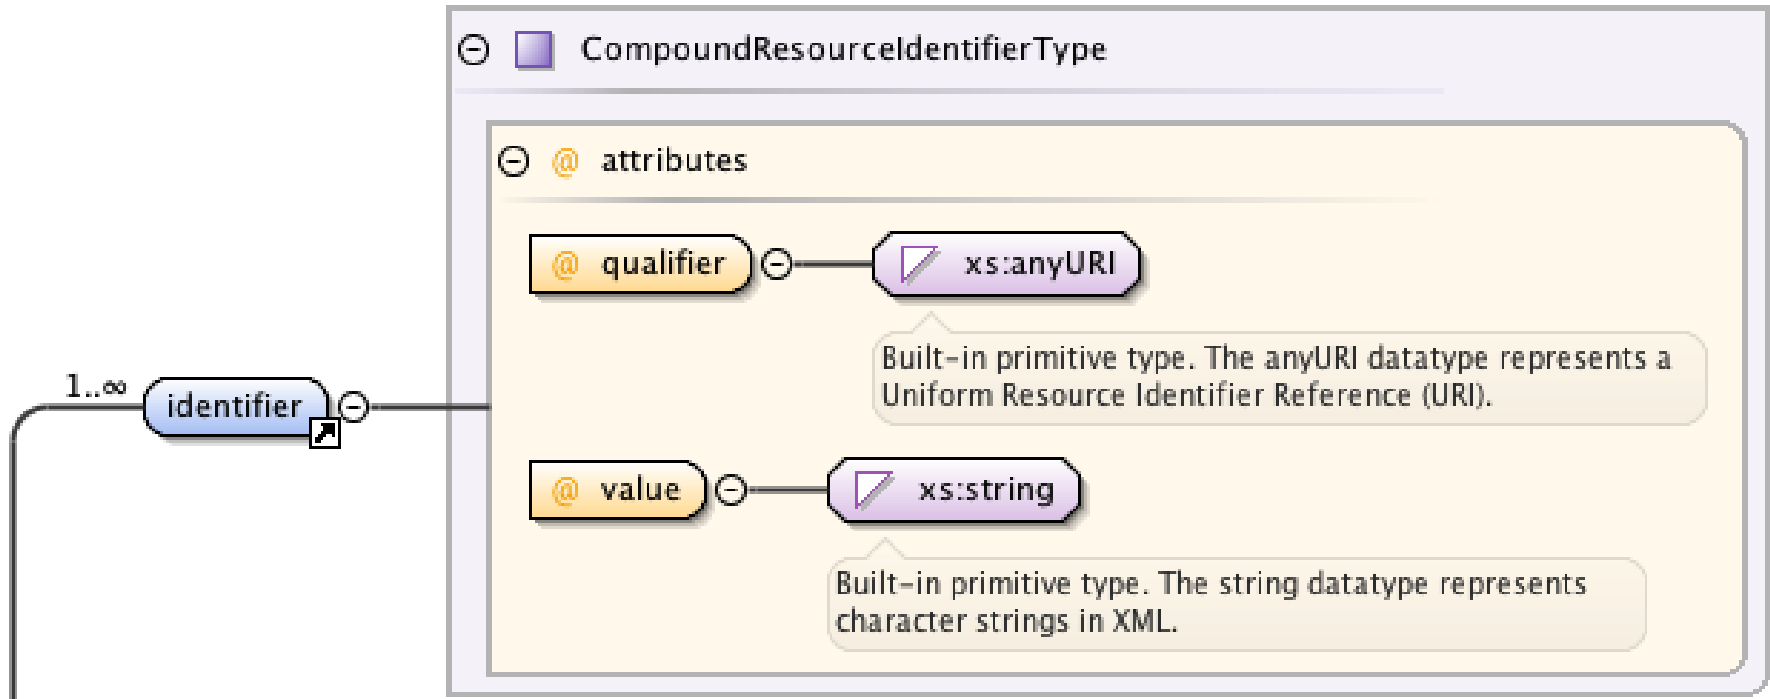 CompoundResourceIdentifierType
@ attributes
@ qualifier
xs:anyURI
Built-in primitive type. The anyURI datatype represents a
Uniform Resource Identifier Reference (URI).
1..∞
identifier
@ value
xs:string
Built-in primitive type. The string datatype represents
character strings in XML.